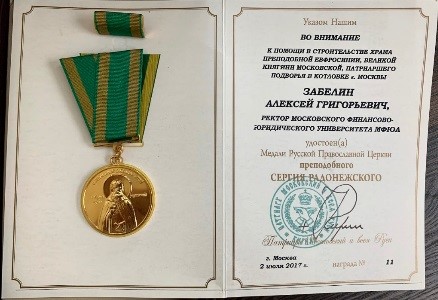 Указом Нашим
ВО ВНИМАНИЕ
К ПОМОЩИ В СТРОИТЕЛЬСТВЕ ХРАМА
ПРЕПОДОБНОЙ ЕВФРОСИНИИ, ВЕЛИКОЙ
КНЯГИНИ МОСКОВСКОЙ, ПАТРИАРШЕГО
ПОДВОРЬЯ В КОТЛОВКЕ г. МОСКВЫ
ЗАБЕЛИН
АЛЕКСЕЙ ГРИГОРЬЕВИЧ,
РЕКТОР МОСКОВСКОГО ФИНАНСОВО-
ЮРИДИЧЕСКОГО УНИВЕРСИТЕТА МФЮА
удостоен(а)
Медали Русской Православной Церкви
преподобного
СЕРГИЯ РАДОНЕЖСКОГО
Патриарх Московский и всея Руси
г. Москва
2 июля 2017 г.
награда №
11